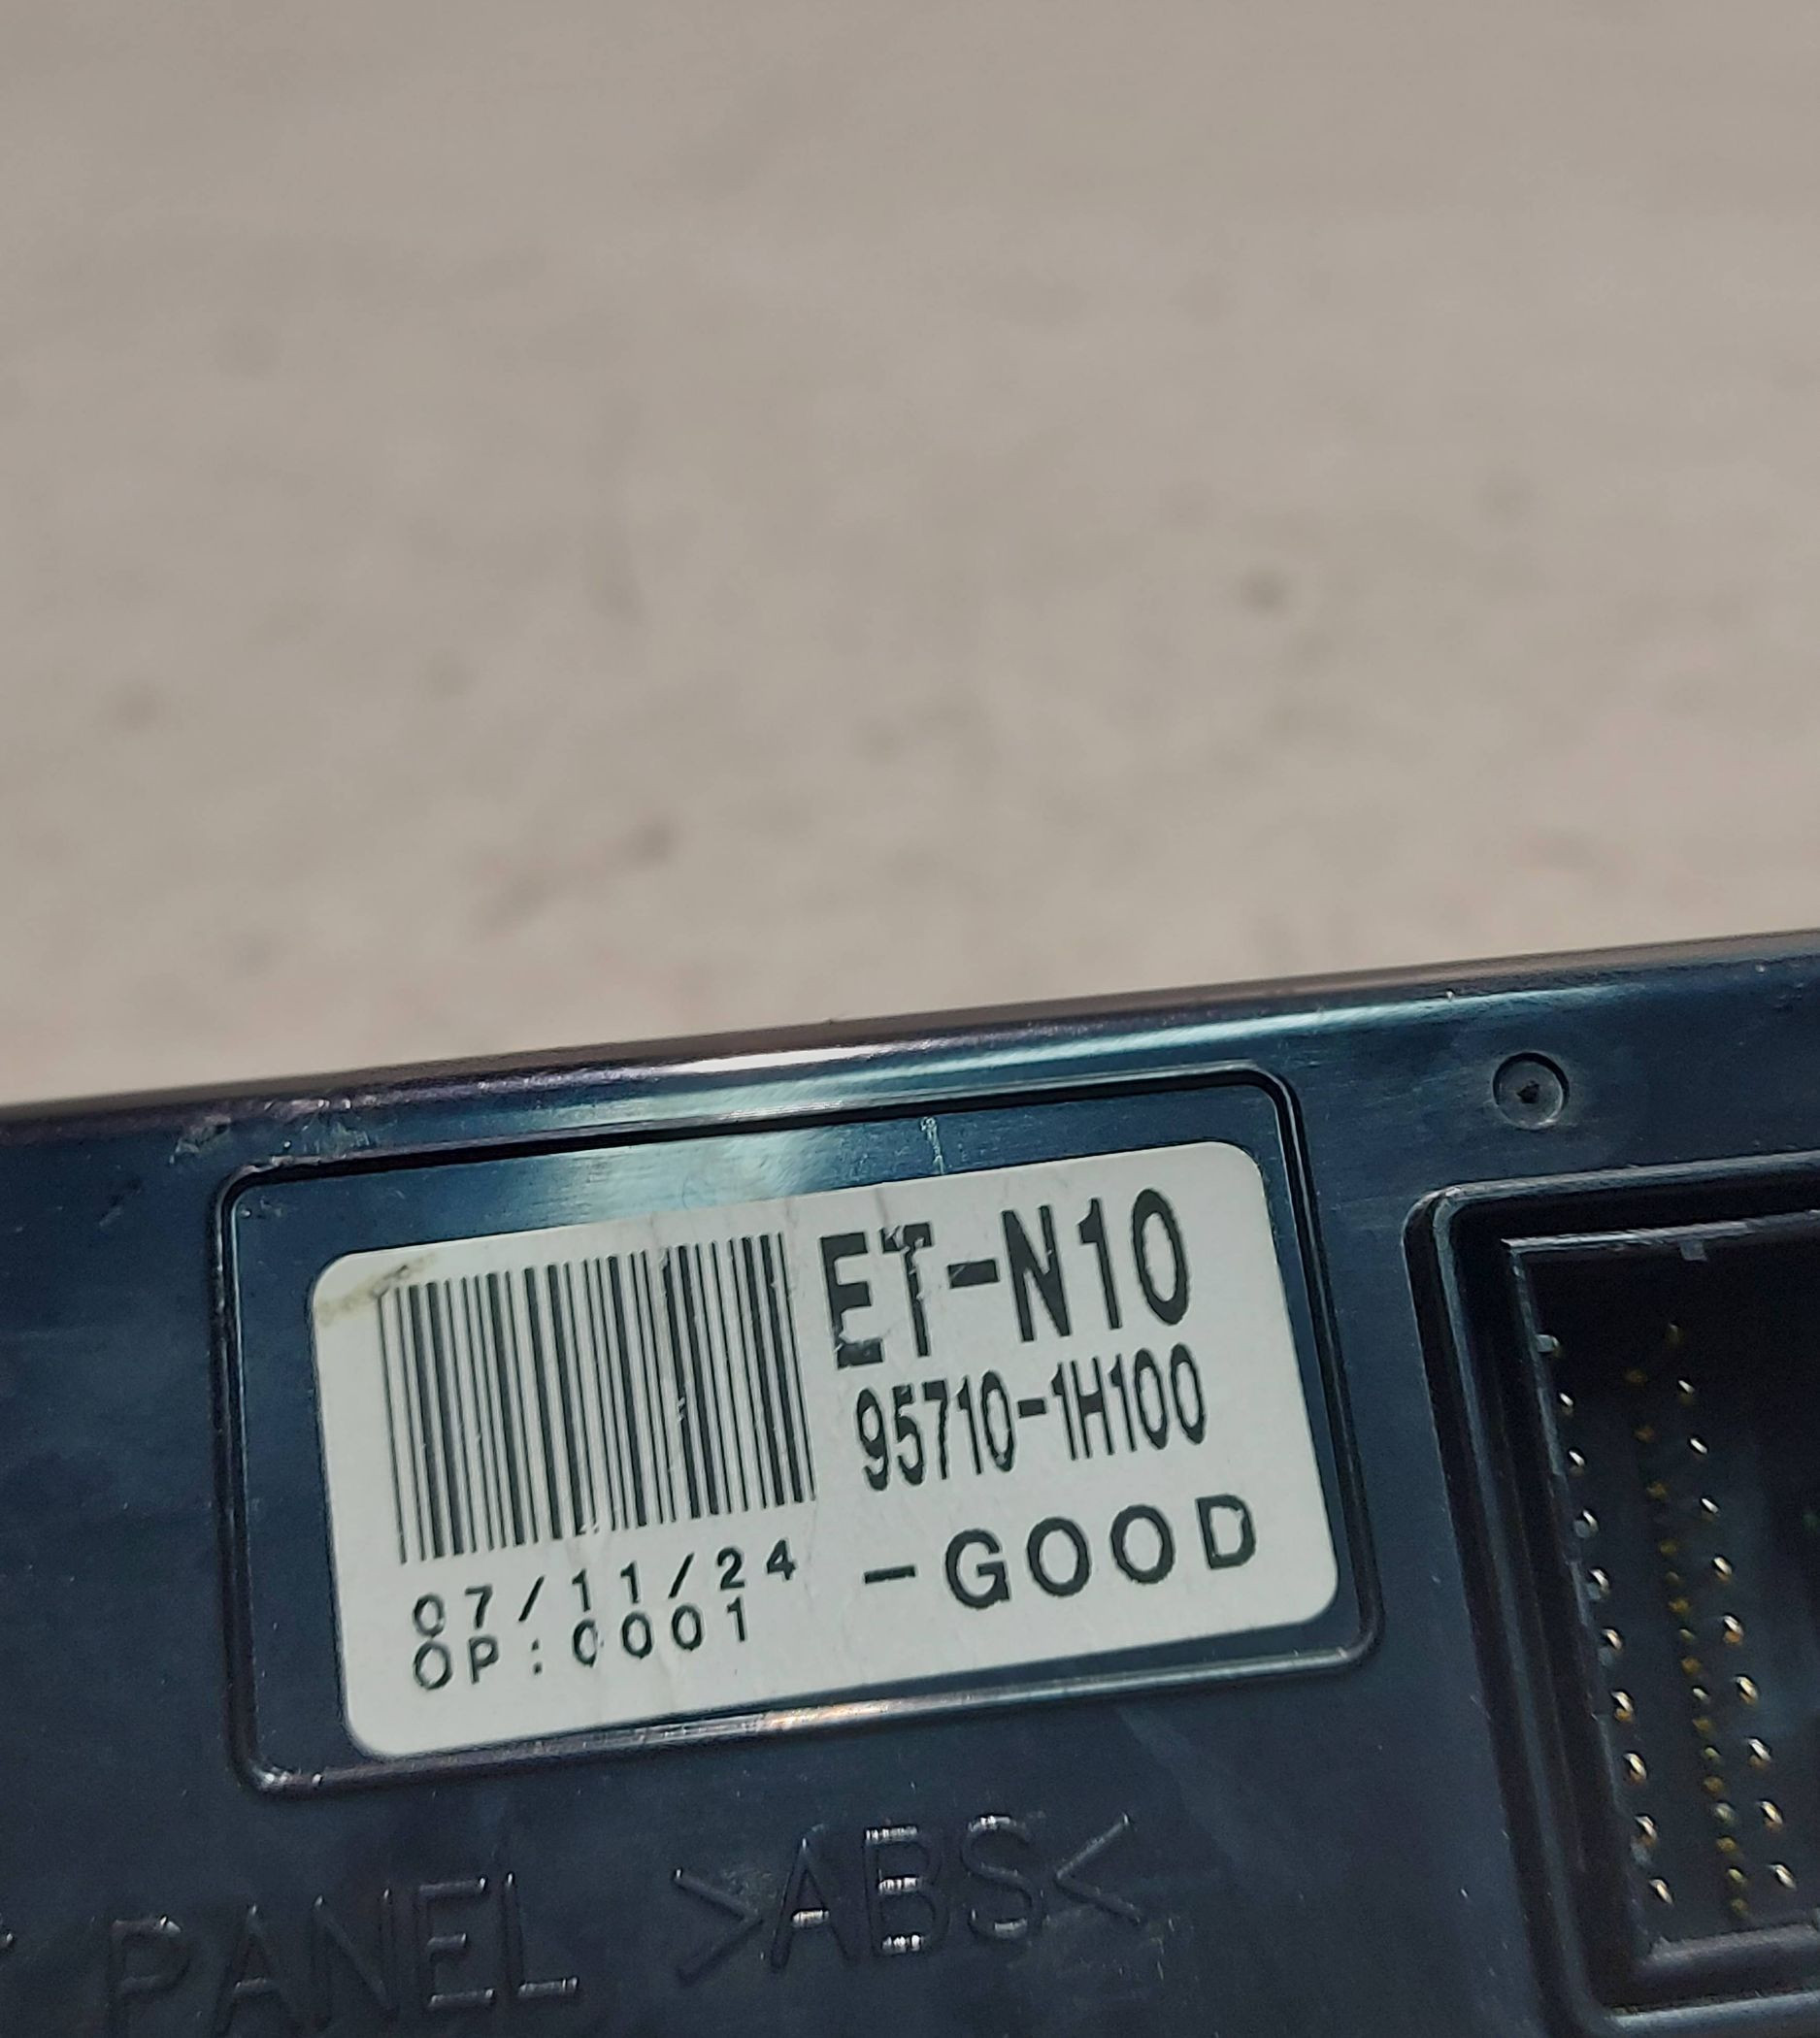 ET-N10
95710-1H100
-GOOD
07/11/24
OP:0001
PANEL >ABS<